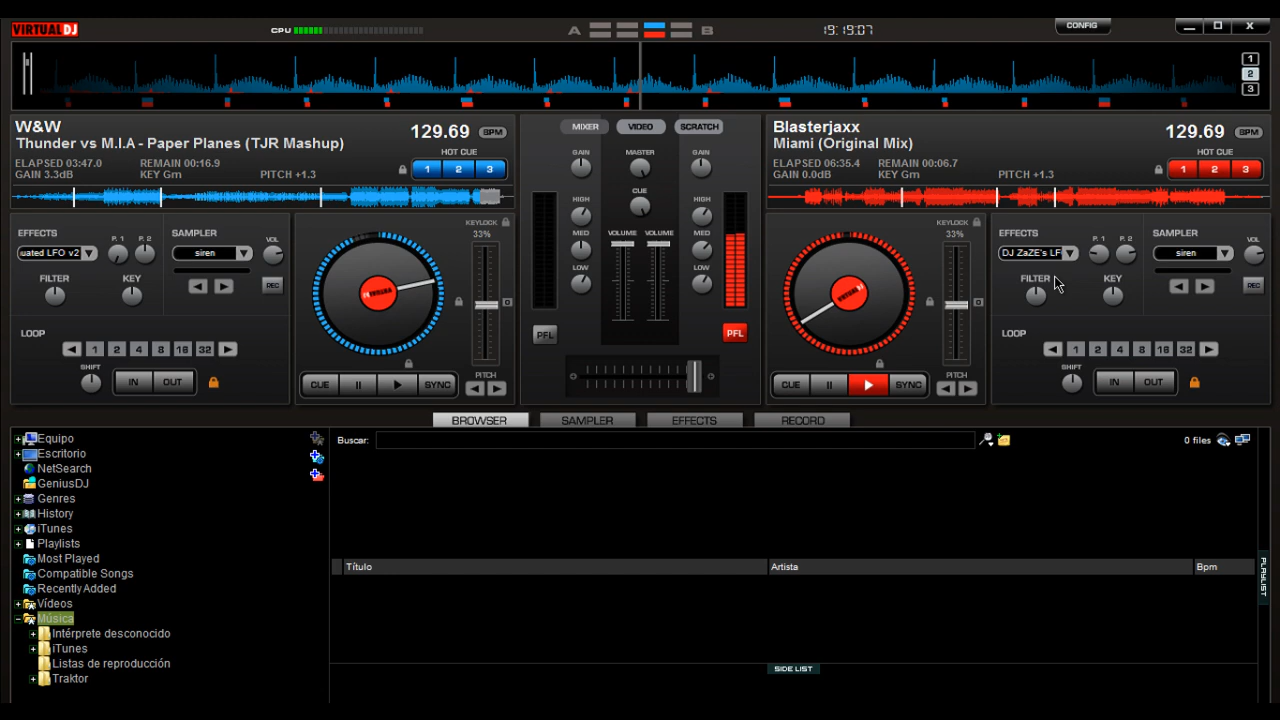 VIRTUAL DJ
CPU
A
B
19:19:07
CONFIG
1
2
3
W&W
Thunder vs M.I.A - Paper Planes (TJR Mashup)
129.69 BPM
HOT CUE
ELAPSED 03:47.0 REMAIN 00:16.9
GAIN 3.3dB KEY Gm PITCH +1.3
1 2 3
MIXER VIDEO SCRATCH
Blasterjaxx
Miami (Original Mix)
129.69 BPM
HOT CUE
ELAPSED 06:35.4 REMAIN 00:06.7
GAIN 0.0dB KEY Gm PITCH +1.3
1 2 3
EFFECTS P. 1 P. 2
uated LFO v2
FILTER KEY
SAMPLER VOL
siren
REC
LOOP
1 2 4 8 16 32
SHIFT
IN OUT
KEYLOCK
33%
PITCH
CUE SYNC
GAIN MASTER GAIN
CUE
HIGH HIGH
MED VOLUME VOLUME MED
LOW LOW
PFL PFL
KEYLOCK
33%
PITCH
CUE SYNC
EFFECTS P. 1 P. 2
DJ ZaZE's LF
FILTER KEY
SAMPLER VOL
siren
REC
LOOP
1 2 4 8 16 32
SHIFT
IN OUT
BROWSER SAMPLER EFFECTS RECORD
Equipo
Escritorio
NetSearch
GeniusDJ
Genres
History
iTunes
Playlists
Most Played
Compatible Songs
Recently Added
Vídeos
Música
Intérprete desconocido
iTunes
Listas de reproducción
Traktor
Buscar:
0 files
Título Artista Bpm
PLAYLIST
SIDE LIST